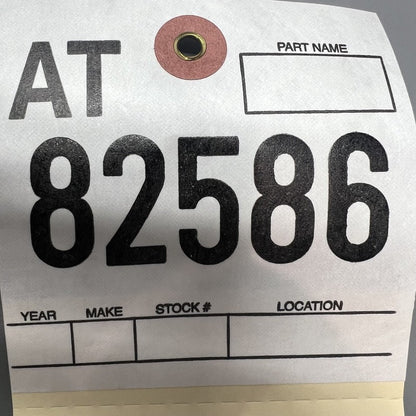 AT
PART NAME
82586
YEAR MAKE STOCK # LOCATION